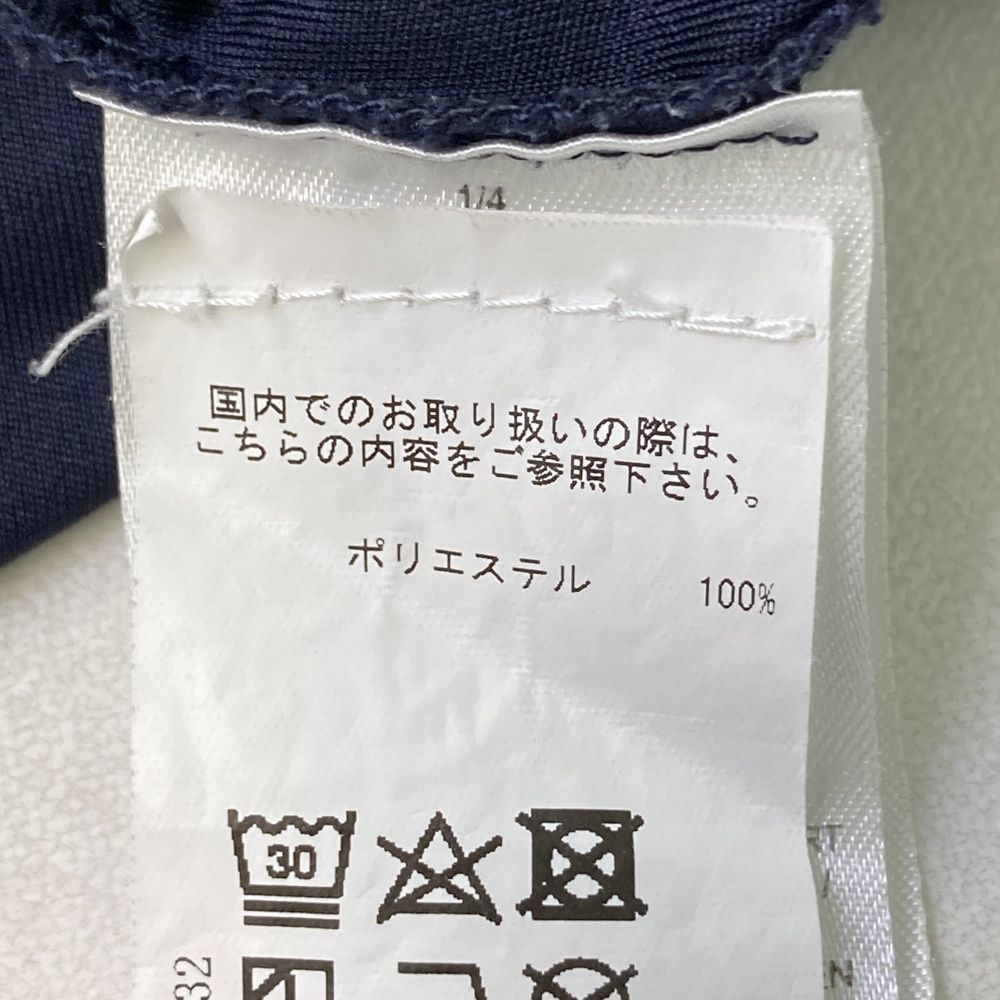 1/4
国内でのお取り扱いの際は、
こちらの内容をご参照下さい。
ポリエステル 100%
30
32